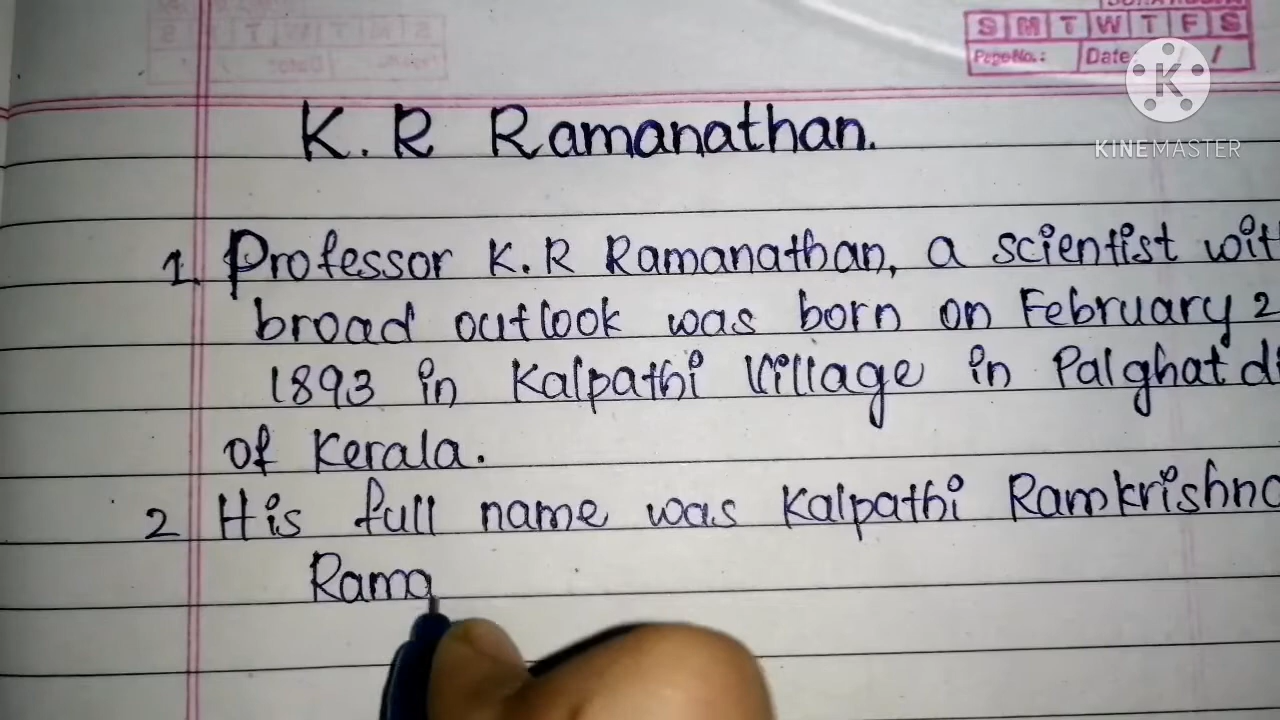 S M T W T F S
Page No.: Date: / /
KINEMASTER
K.R Ramanathan.
1. Professor K.R Ramanathan, a scientist wit
broad outlook was born on February 2
1893 in Kalpathi Village in Palghat di
of Kerala.
2 His full name was Kalpathi Ramkrishna
Rama